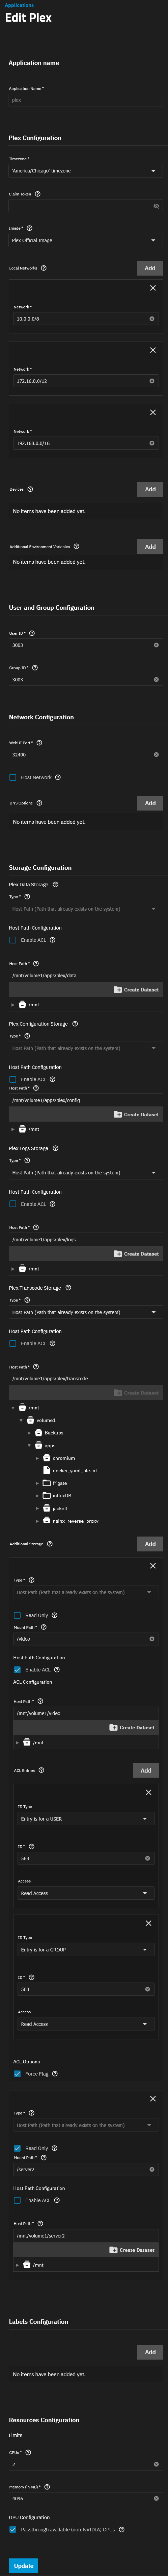 Applications
Edit Plex
Application name
Application Name*
plex
Plex Configuration
Timezone*
'America/Chicago' timezone
Claim Token
Image*
Plex Official Image
Local Networks
Add
Network*
10.0.0.0/8
Network*
172.16.0.0/12
Network*
192.168.0.0/16
Devices
Add
No items have been added yet.
Additional Environment Variables
Add
No items have been added yet.
User and Group Configuration
User ID*
3003
Group ID*
3003
Network Configuration
WebUI Port*
32400
Host Network
DNS Options
Add
No items have been added yet.
Storage Configuration
Plex Data Storage
Type*
Host Path (Path that already exists on the system)
Host Path Configuration
Enable ACL
Host Path*
/mnt/volume1/apps/plex/data
Create Dataset
/mnt
Plex Configuration Storage
Type*
Host Path (Path that already exists on the system)
Host Path Configuration
Enable ACL
Host Path*
/mnt/volume1/apps/plex/config
Create Dataset
/mnt
Plex Logs Storage
Type*
Host Path (Path that already exists on the system)
Host Path Configuration
Enable ACL
Host Path*
/mnt/volume1/apps/plex/logs
Create Dataset
/mnt
Plex Transcode Storage
Type*
Host Path (Path that already exists on the system)
Host Path Configuration
Enable ACL
Host Path*
/mnt/volume1/apps/plex/transcode
Create Dataset
/mnt
volume1
Backups
apps
chromium
docker_yaml_file.txt
frigate
influxDB
jackett
nginx_reverse_proxy
Additional Storage
Add
Type*
Host Path (Path that already exists on the system)
Read Only
Mount Path*
/video
Host Path Configuration
Enable ACL
ACL Configuration
Host Path*
/mnt/volume1/video
Create Dataset
/mnt
ACL Entries
Add
ID Type
Entry is for a USER
ID*
568
Access
Read Access
ID Type
Entry is for a GROUP
ID*
568
Access
Read Access
ACL Options
Force Flag
Type*
Host Path (Path that already exists on the system)
Read Only
Mount Path*
/server2
Host Path Configuration
Enable ACL
Host Path*
/mnt/volume1/server2
Create Dataset
/mnt
Labels Configuration
Add
No items have been added yet.
Resources Configuration
Limits
CPUs*
2
Memory (in MB)*
4096
GPU Configuration
Passthrough available (non-NVIDIA) GPUs
Update